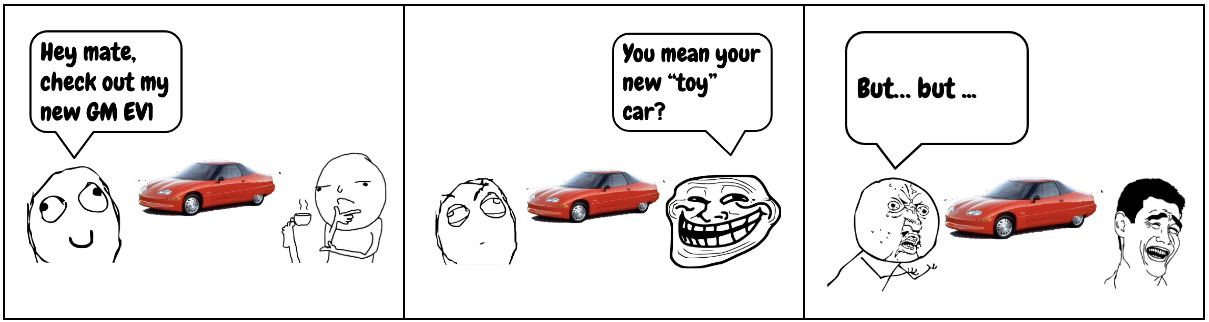 Hey mate,
check out my
new GM EV1
You mean your
new “toy”
car?
But... but ...